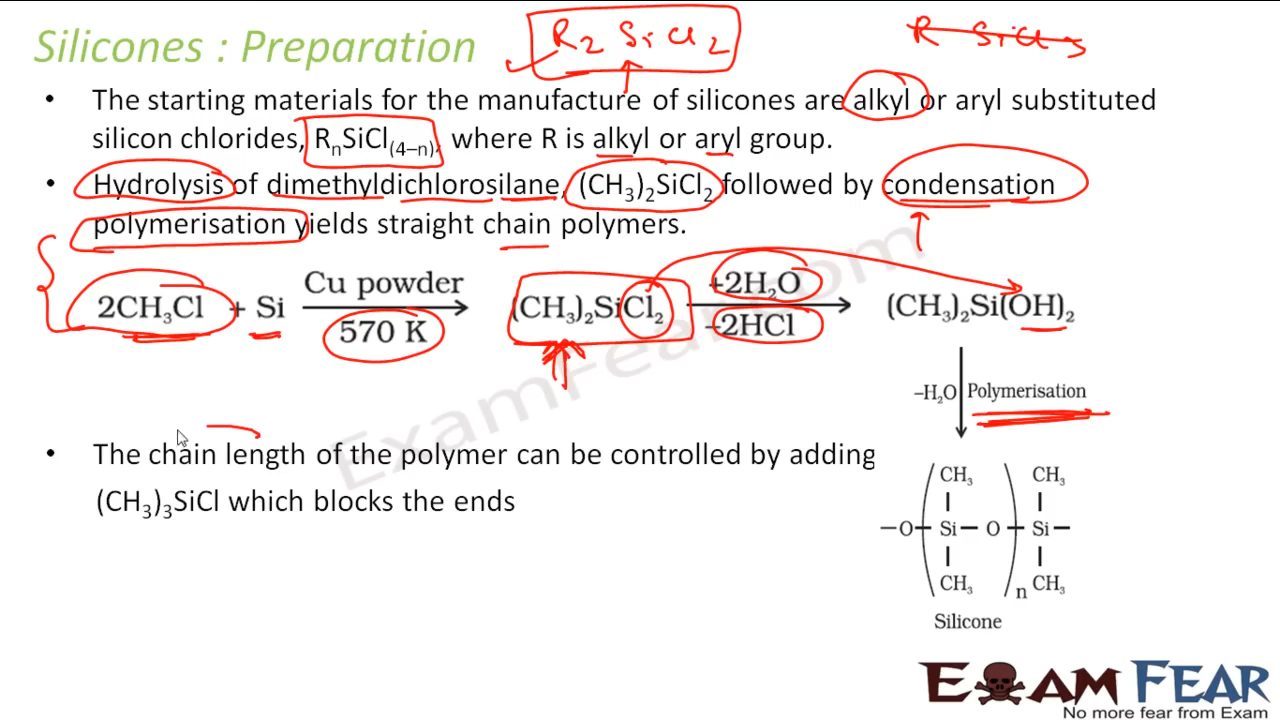 Silicones : Preparation
R₂ SiCl₂
R SiCl₃
• The starting materials for the manufacture of silicones are alkyl or aryl substituted
silicon chlorides, RₙSiCl₍₄₋ₙ₎, where R is alkyl or aryl group.
• Hydrolysis of dimethyldichlorosilane, (CH₃)₂SiCl₂ followed by condensation
polymerisation yields straight chain polymers.
2CH₃Cl + Si Cu powder 570 K (CH₃)₂SiCl₂ +2H₂O –2HCl (CH₃)₂Si(OH)₂
–H₂O Polymerisation
• The chain length of the polymer can be controlled by adding
(CH₃)₃SiCl which blocks the ends
CH₃ CH₃
—O—Si—O—Si—
CH₃ n CH₃
Silicone
ExamFear.com
EXAM FEAR
No more fear from Exam